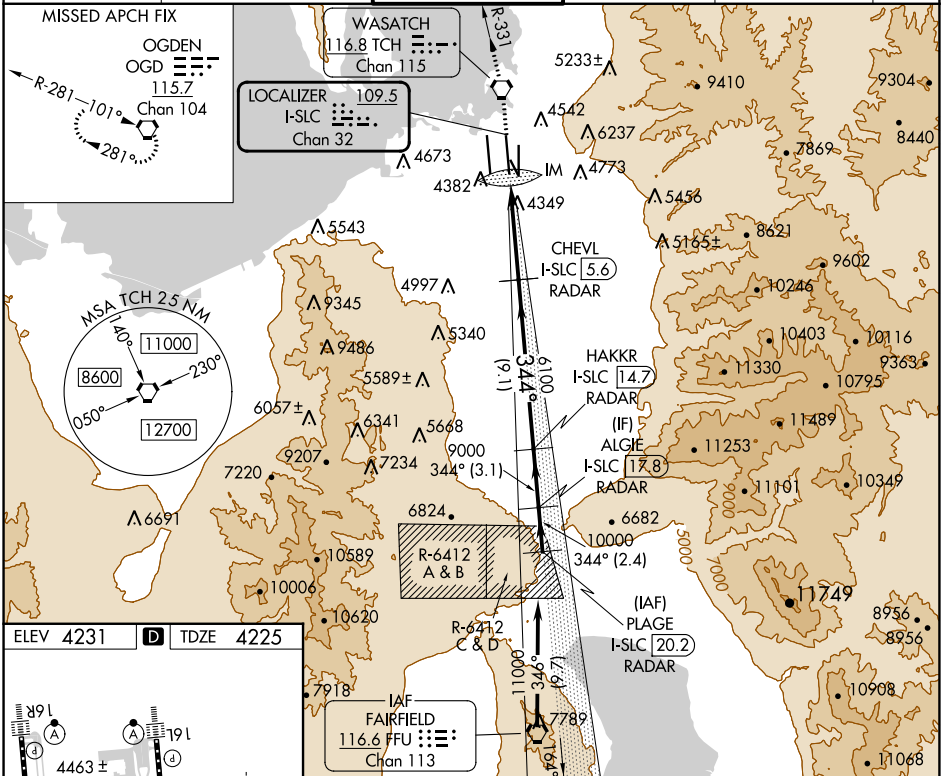 MISSED APCH FIX
OGDEN
OGD
115.7
Chan 104
R-281
101°
281°
WASATCH
116.8 TCH
Chan 115
R-331
LOCALIZER 109.5
I-SLC
Chan 32
5233±
9410
9304
4542
6237
8440
4673
IM
4773
7869
4382
4349
5456
5543
5165±
8621
CHEVL
I-SLC 5.6
RADAR
9602
4997
10246
MSA TCH 25 NM
140°
11000
8600
230°
050°
12700
9345
5340
10403
10116
9486
HAKKR
I-SLC 14.7
RADAR
9363
5589±
11330
10795
344°
6100
(9.1)
6057±
6341
5668
(IF)
ALGIE
I-SLC 17.8
RADAR
11489
9207
7234
9000
344° (3.1)
11253
7220
11101
10349
6691
6824
6682
10000
344° (2.4)
5000
R-6412
A & B
10589
10006
11749
10620
R-6412
C & D
(IAF)
PLAGE
I-SLC 20.2
RADAR
8956
8956
11000
346°
(9.7)
ELEV 4231 D TDZE 4225
7918
10908
IAF
FAIRFIELD
116.6 FFU
Chan 113
7789
164°
11068
16R
A
A
16L
P
P
4463 ±